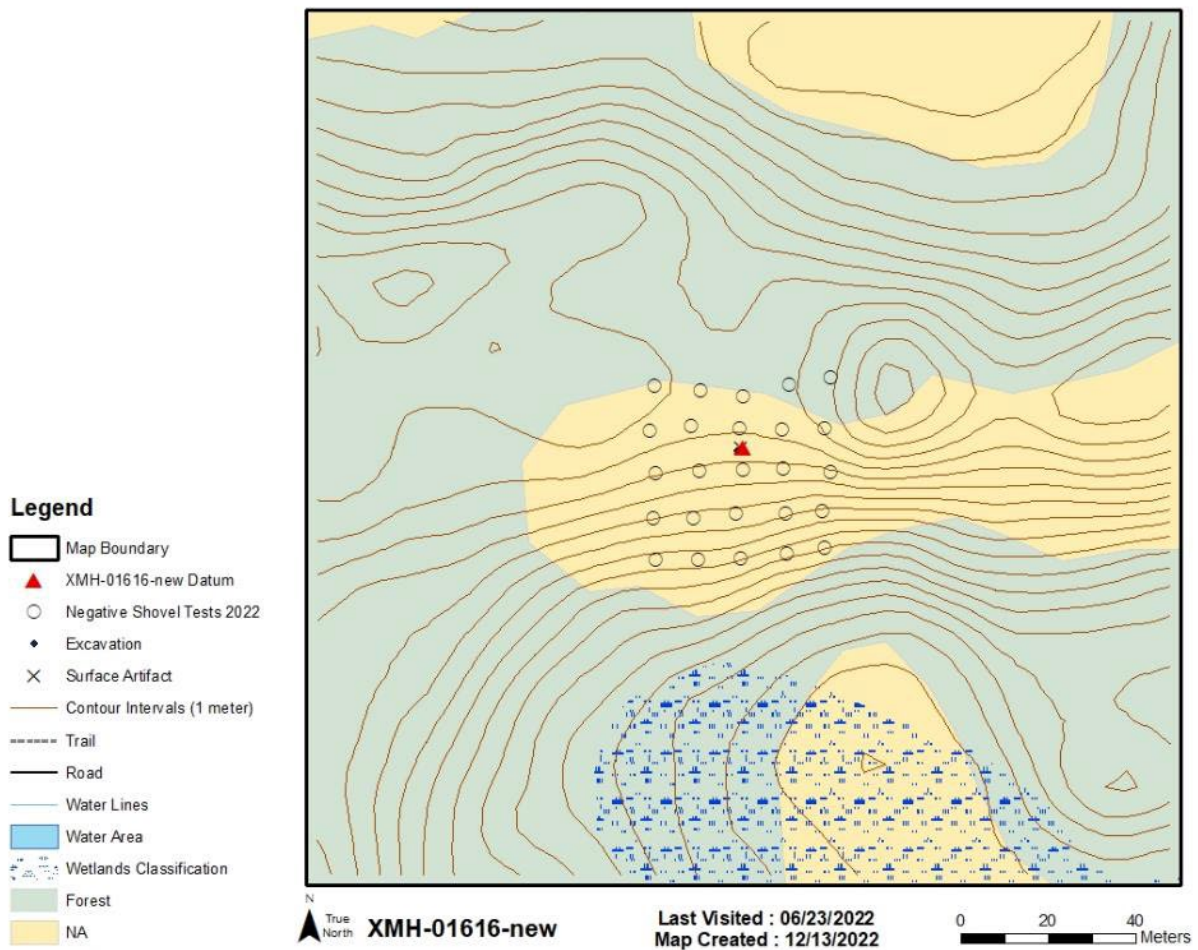 Legend
Map Boundary
XMH-01616-new Datum
Negative Shovel Tests 2022
Excavation
Surface Artifact
Contour Intervals (1 meter)
Trail
Road
Water Lines
Water Area
Wetlands Classification
Forest
NA
N
True
North
XMH-01616-new
Last Visited : 06/23/2022
Map Created : 12/13/2022
0 20 40
Meters